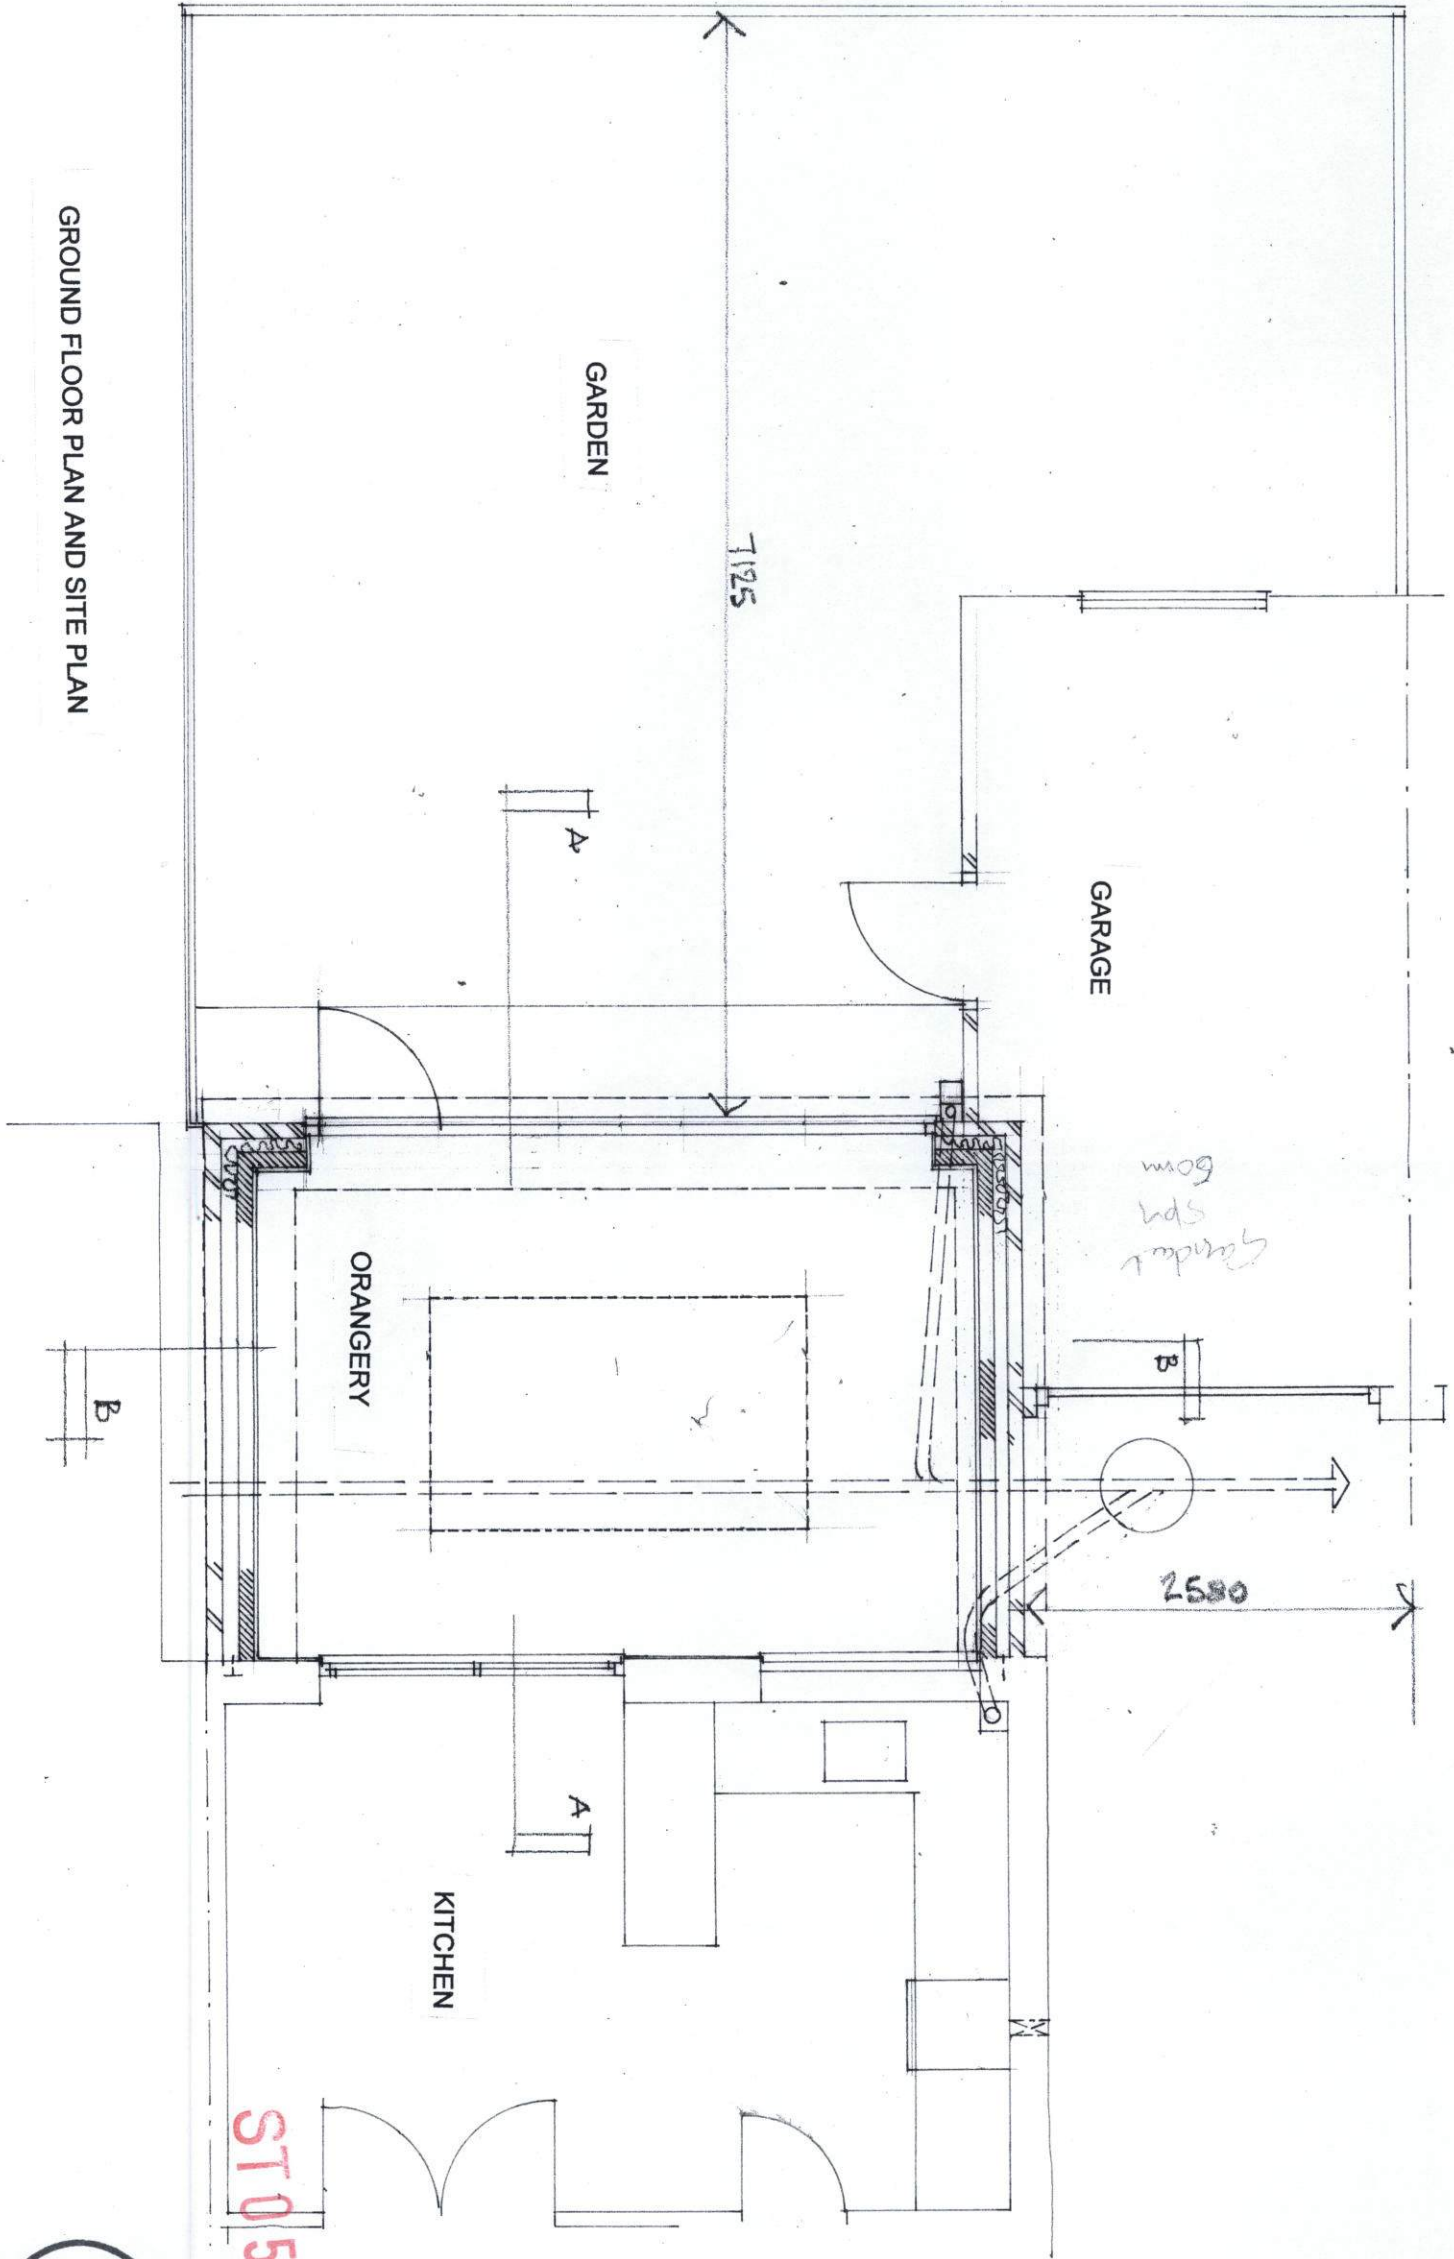 GROUND FLOOR PLAN AND SITE PLAN
GARDEN
7125
GARAGE
A
ORANGERY
B
B
2580
A
KITCHEN
ST05